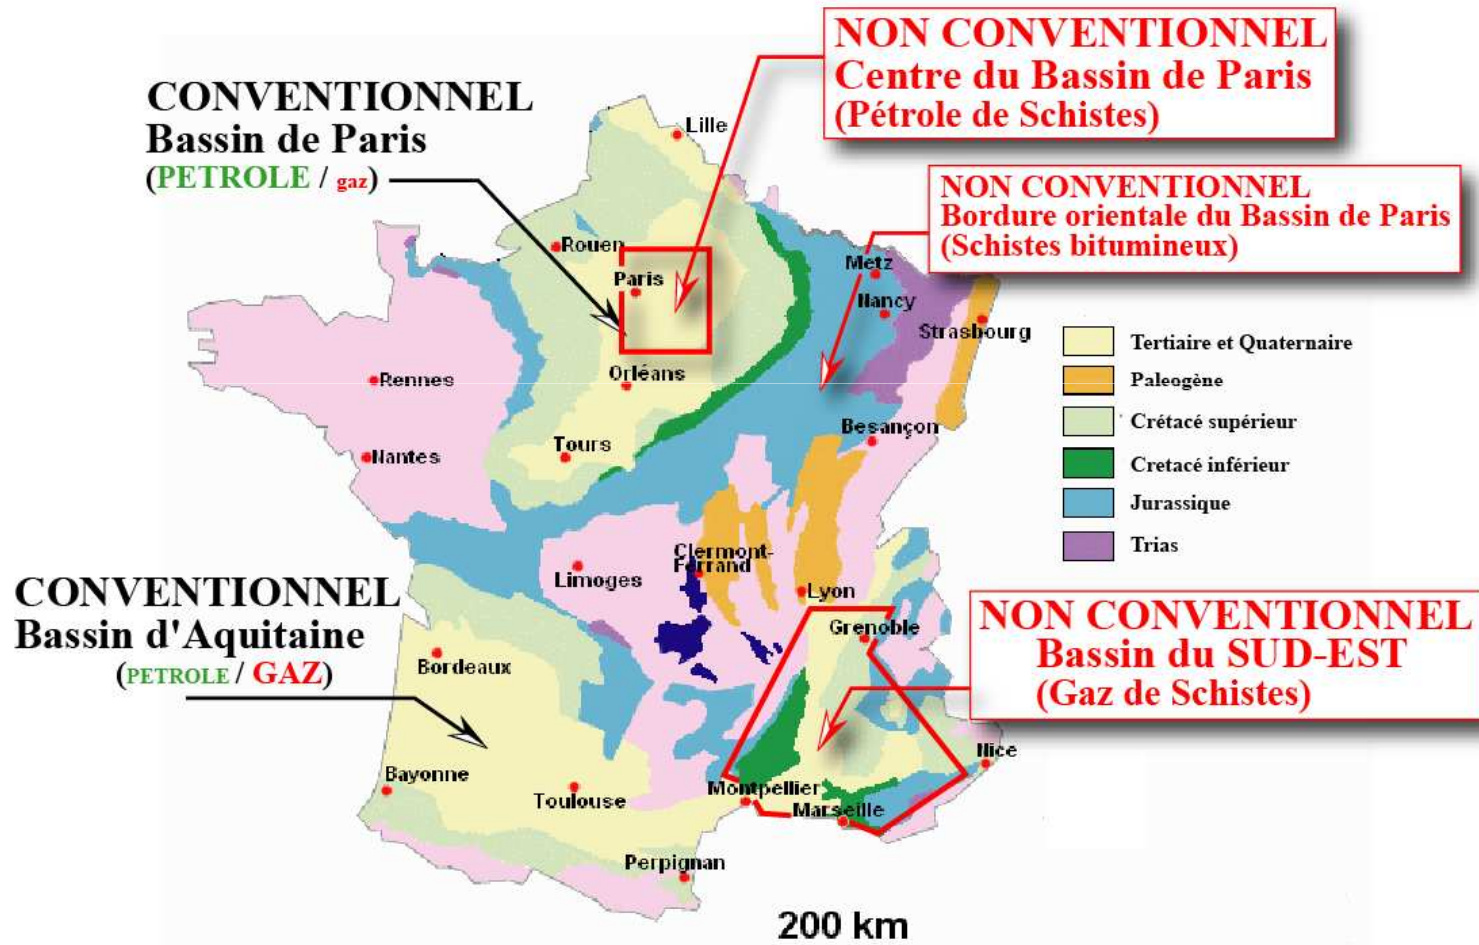 NON CONVENTIONNEL
Centre du Bassin de Paris
(Pétrole de Schistes)
CONVENTIONNEL
Bassin de Paris
(PETROLE / gaz)
NON CONVENTIONNEL
Bordure orientale du Bassin de Paris
(Schistes bitumineux)
Lille
Rouen
Paris
Metz
Nancy
Strasbourg
Rennes
Orléans
Nantes
Tours
Besançon
Tertiaire et Quaternaire
Paleogène
Crétacé supérieur
Cretacé inférieur
Jurassique
Trias
Clermont-
Ferrand
Limoges
Lyon
CONVENTIONNEL
Bassin d'Aquitaine
(PETROLE / GAZ)
NON CONVENTIONNEL
Bassin du SUD-EST
(Gaz de Schistes)
Grenoble
Bordeaux
Nice
Bayonne
Toulouse
Montpellier
Marseille
Perpignan
200 km